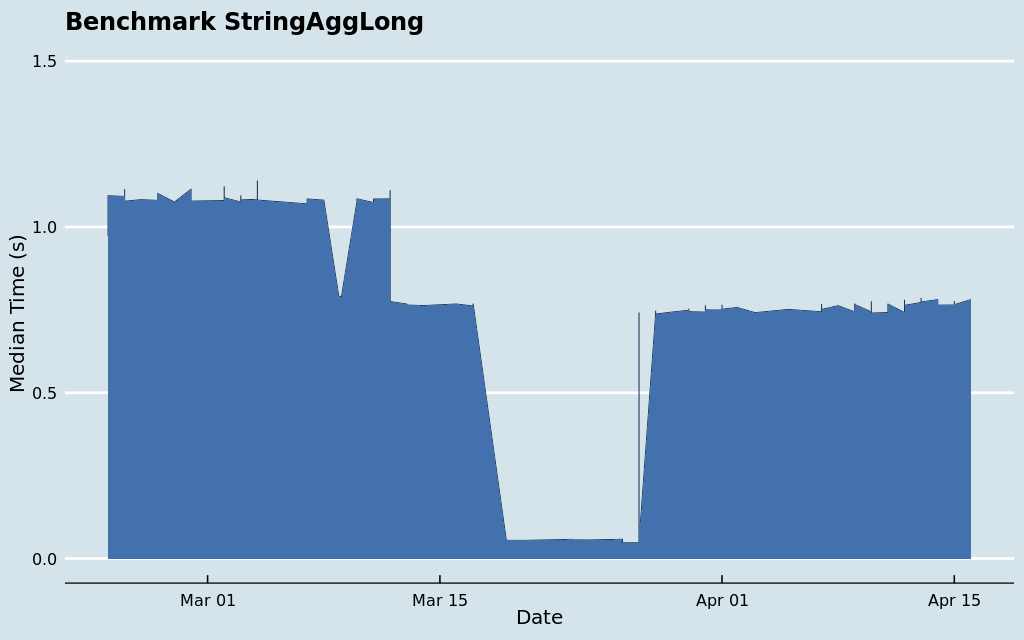 Benchmark StringAggLong
Median Time (s)
1.5
1.0
0.5
0.0
Mar 01
Mar 15
Apr 01
Apr 15
Date